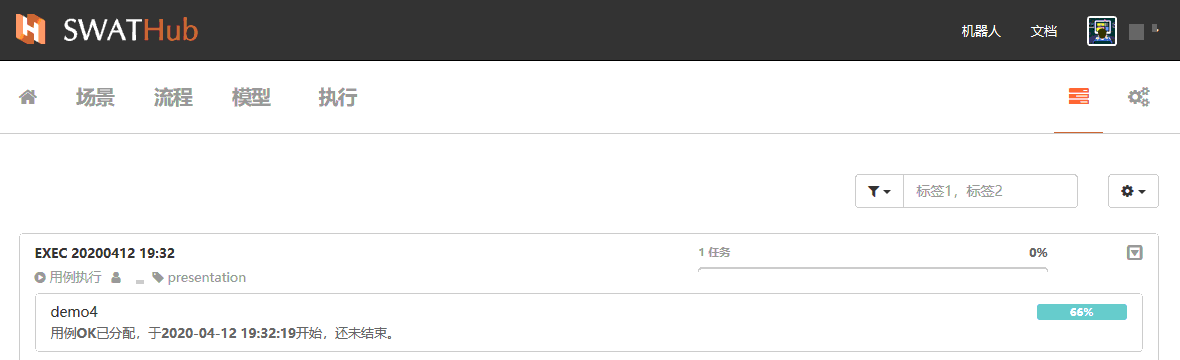 SWATHub
机器人 文档
场景 流程 模型 执行
标签1，标签2
EXEC 20200412 19:32 1 任务 0%
用例执行 presentation
demo4 66%
用例OK已分配，于2020-04-12 19:32:19开始，还未结束。